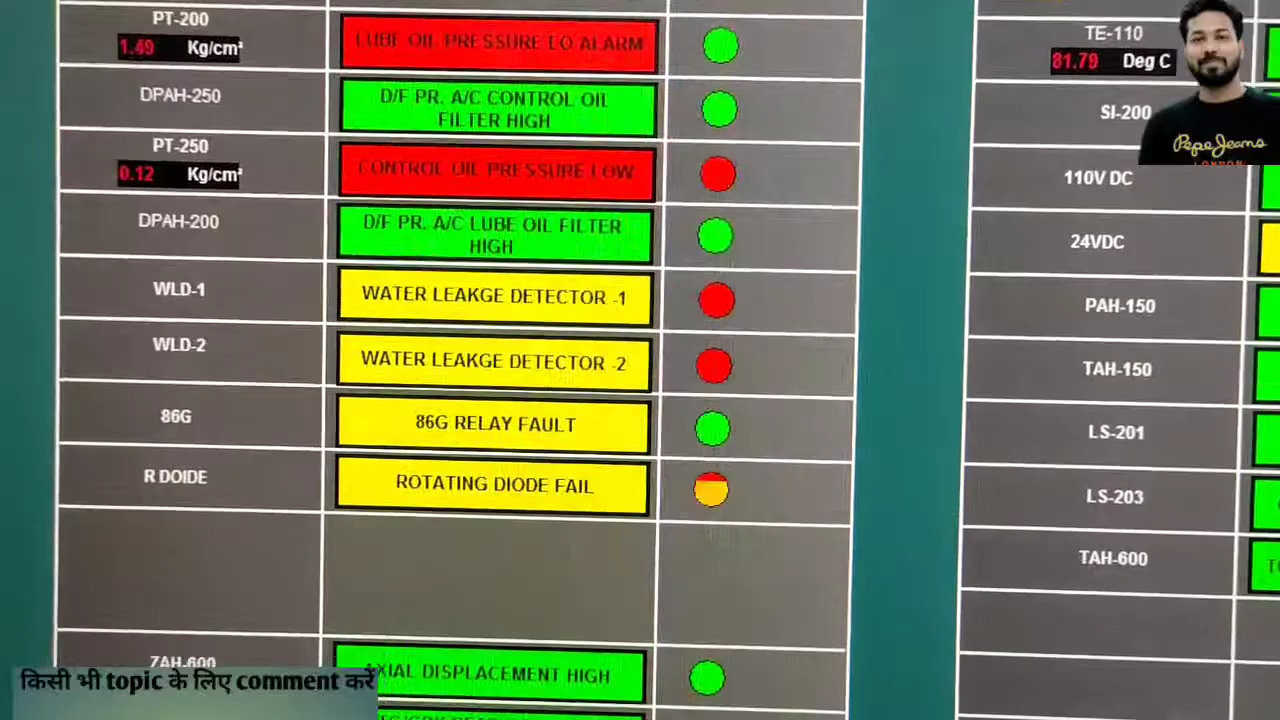 PT-200
1.49 Kg/cm²
LUBE OIL PRESSURE LO ALARM
DPAH-250
D/F PR. A/C CONTROL OIL
FILTER HIGH
PT-250
0.12 Kg/cm²
CONTROL OIL PRESSURE LOW
DPAH-200
D/F PR. A/C LUBE OIL FILTER
HIGH
WLD-1
WATER LEAKGE DETECTOR -1
WLD-2
WATER LEAKGE DETECTOR -2
86G
86G RELAY FAULT
R DOIDE
ROTATING DIODE FAIL
ZAH-600
AXIAL DISPLACEMENT HIGH
TE-110
81.79 Deg C
SI-200
110V DC
24VDC
PAH-150
TAH-150
LS-201
LS-203
TAH-600
Pepe Jeans
LONDON
किसी भी topic के लिए comment करें